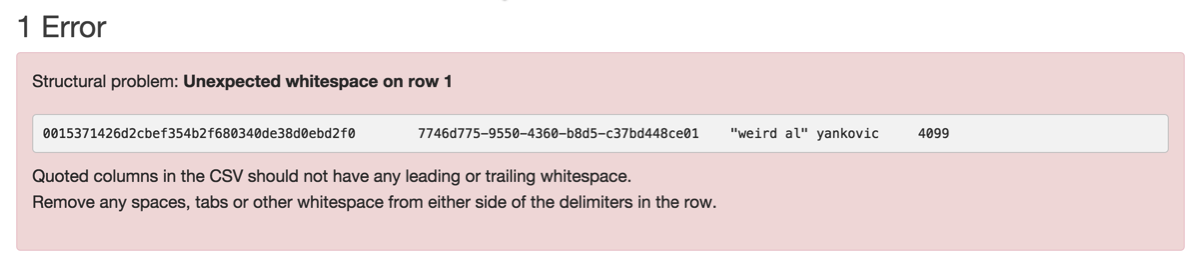 1 Error
Structural problem: Unexpected whitespace on row 1
0015371426d2cbef354b2f680340de38d0ebd2f0 7746d775-9550-4360-b8d5-c37bd448ce01 "weird al" yankovic 4099
Quoted columns in the CSV should not have any leading or trailing whitespace.
Remove any spaces, tabs or other whitespace from either side of the delimiters in the row.